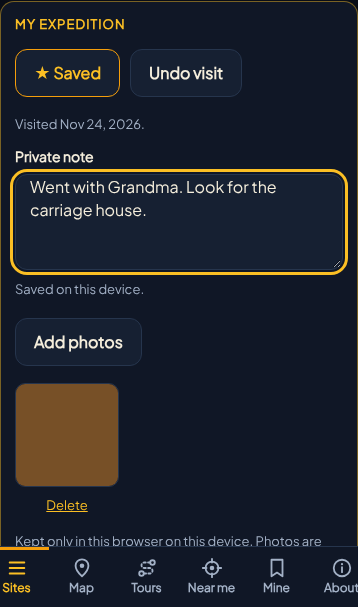 MY EXPEDITION
★ Saved
Undo visit
Visited Nov 24, 2026.
Private note
Went with Grandma. Look for the
carriage house.
Saved on this device.
Add photos
Delete
Kept only in this browser on this device. Photos are
Sites
Map
Tours
Near me
Mine
About